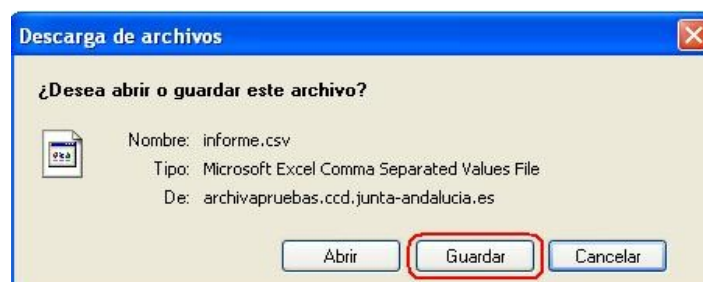 Descarga de archivos
¿Desea abrir o guardar este archivo?
Nombre: informe.csv
Tipo: Microsoft Excel Comma Separated Values File
De: archivapruebas.ccd.junta-andalucia.es
Abrir Guardar Cancelar